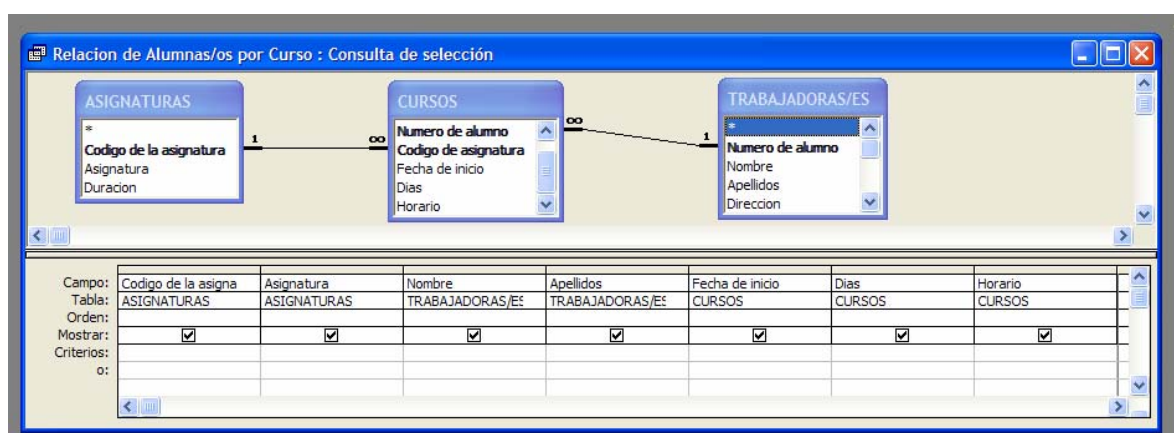 Relacion de Alumnas/os por Curso : Consulta de selección
ASIGNATURAS
*
Codigo de la asignatura
Asignatura
Duracion
1 ∞
CURSOS
Numero de alumno
Codigo de asignatura
Fecha de inicio
Dias
Horario
∞ 1
TRABAJADORAS/ES
*
Numero de alumno
Nombre
Apellidos
Direccion
Campo: Codigo de la asigna Asignatura Nombre Apellidos Fecha de inicio Dias Horario
Tabla: ASIGNATURAS ASIGNATURAS TRABAJADORAS/ES TRABAJADORAS/ES CURSOS CURSOS CURSOS
Orden:
Mostrar:
Criterios:
o: